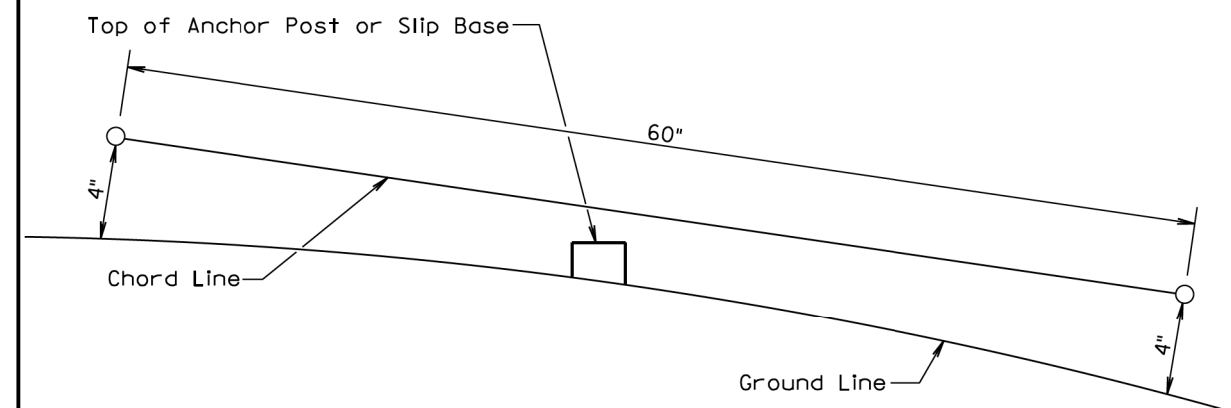 Top of Anchor Post or Slip Base
60"
4"
Chord Line
4"
Ground Line